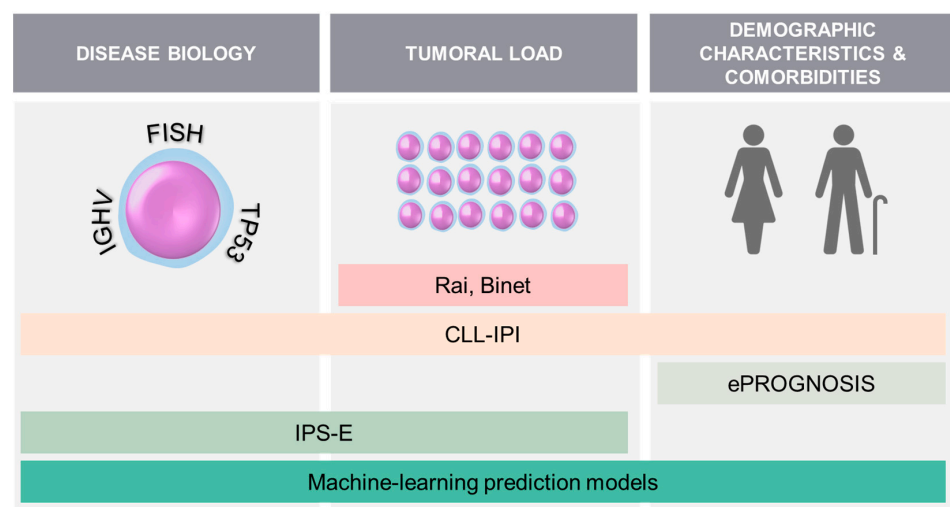 DISEASE BIOLOGY
TUMORAL LOAD
DEMOGRAPHIC
CHARACTERISTICS &
COMORBIDITIES
FISH
IGHV
TP53
Rai, Binet
CLL-IPI
ePROGNOSIS
IPS-E
Machine-learning prediction models